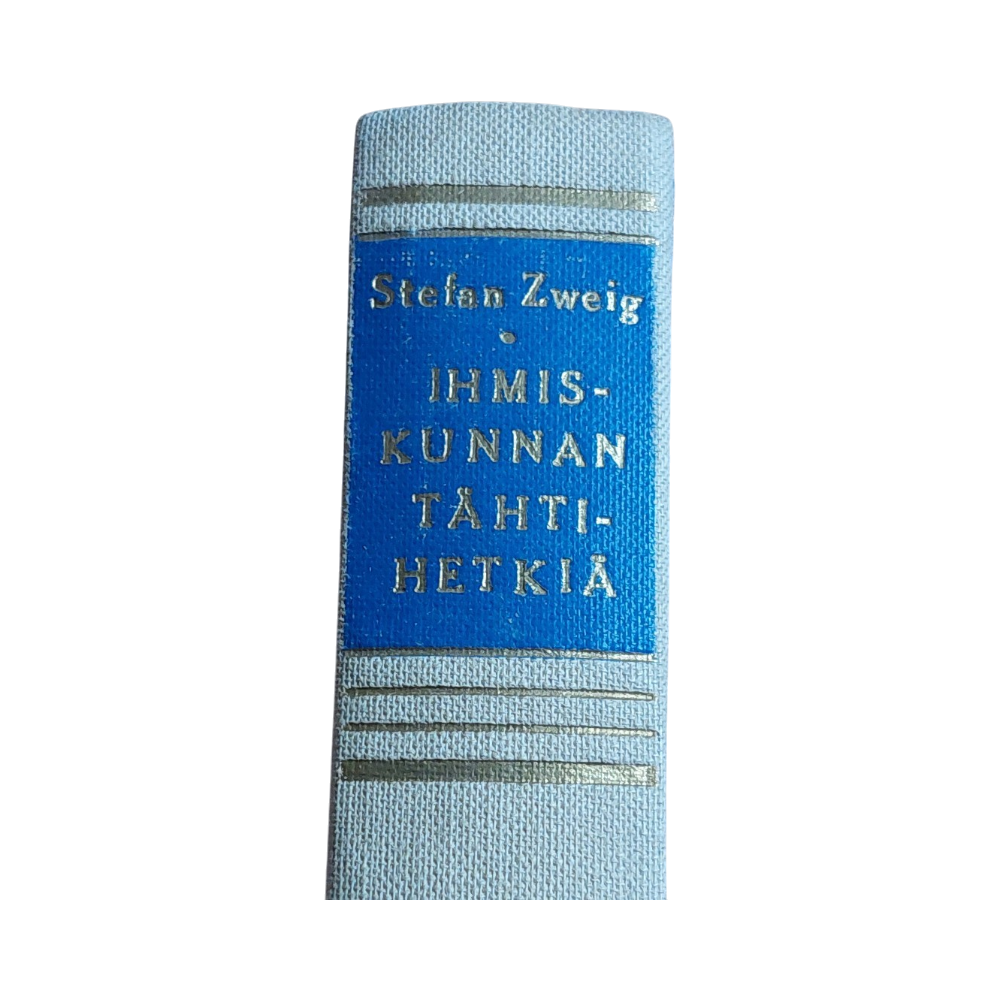 Stefan Zweig
IHMIS-
KUNNAN
TÄHTI-
HETKIÄ